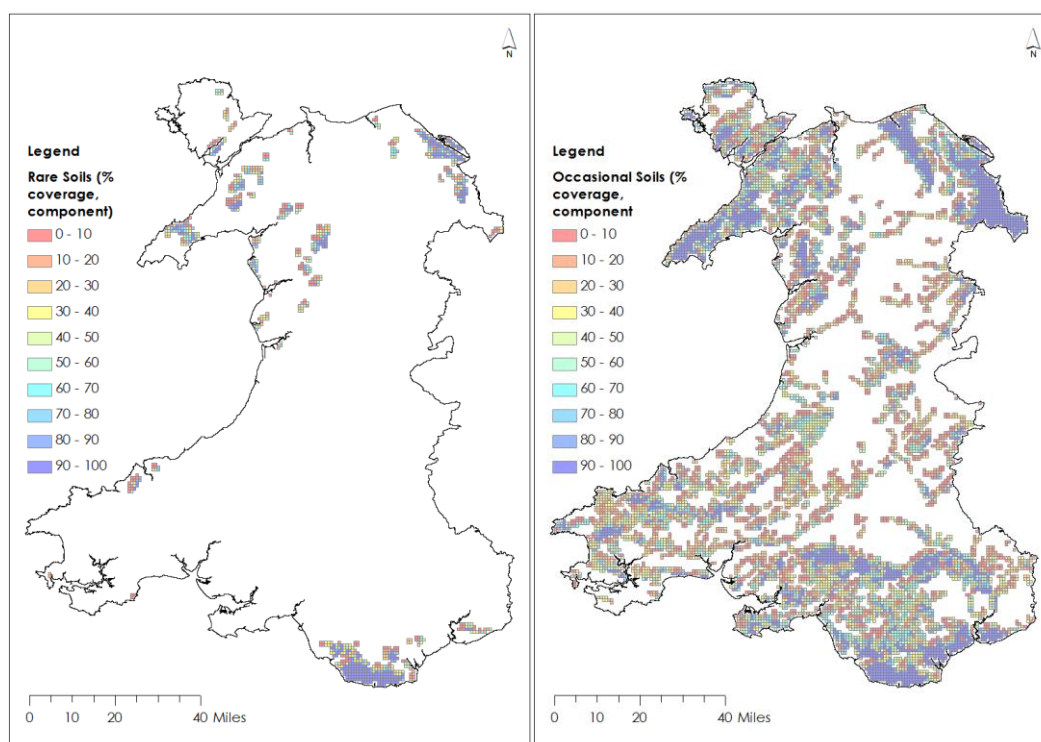 N
Legend
Rare Soils (%
coverage,
component)
0 - 10
10 - 20
20 - 30
30 - 40
40 - 50
50 - 60
60 - 70
70 - 80
80 - 90
90 - 100
0 10 20 40 Miles
N
Legend
Occasional Soils (%
coverage,
component
0 - 10
10 - 20
20 - 30
30 - 40
40 - 50
50 - 60
60 - 70
70 - 80
80 - 90
90 - 100
0 10 20 40 Miles